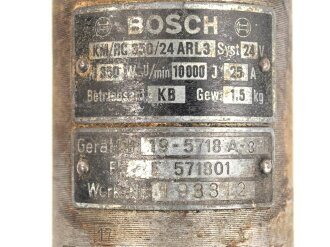 BOSCH
KM/RC 350/24 ARL 3 Syst 24 V
350 W U/min 10000 J 25 A
Betriebsart KB Gew. 1,5 kg
Gerät 19-5718 A-3
571801
Werk